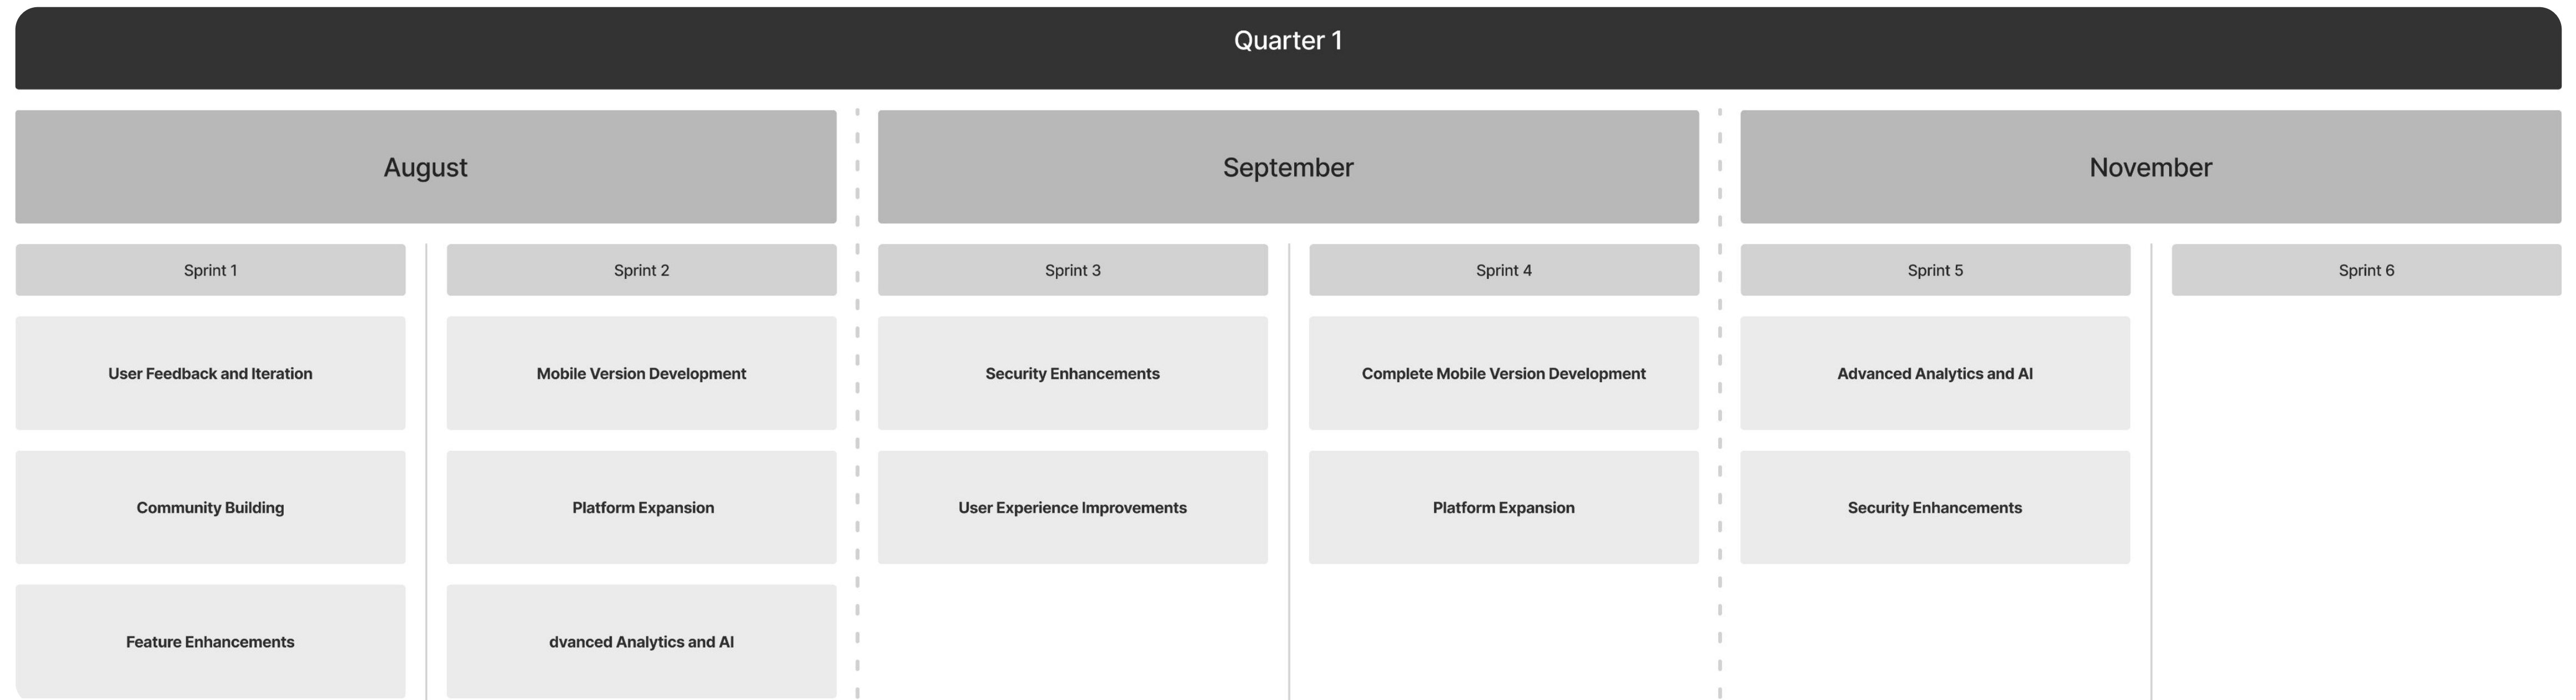 Quarter 1
August
September
November
Sprint 1
Sprint 2
Sprint 3
Sprint 4
Sprint 5
Sprint 6
User Feedback and Iteration
Mobile Version Development
Security Enhancements
Complete Mobile Version Development
Advanced Analytics and AI
Community Building
Platform Expansion
User Experience Improvements
Platform Expansion
Security Enhancements
Feature Enhancements
dvanced Analytics and AI